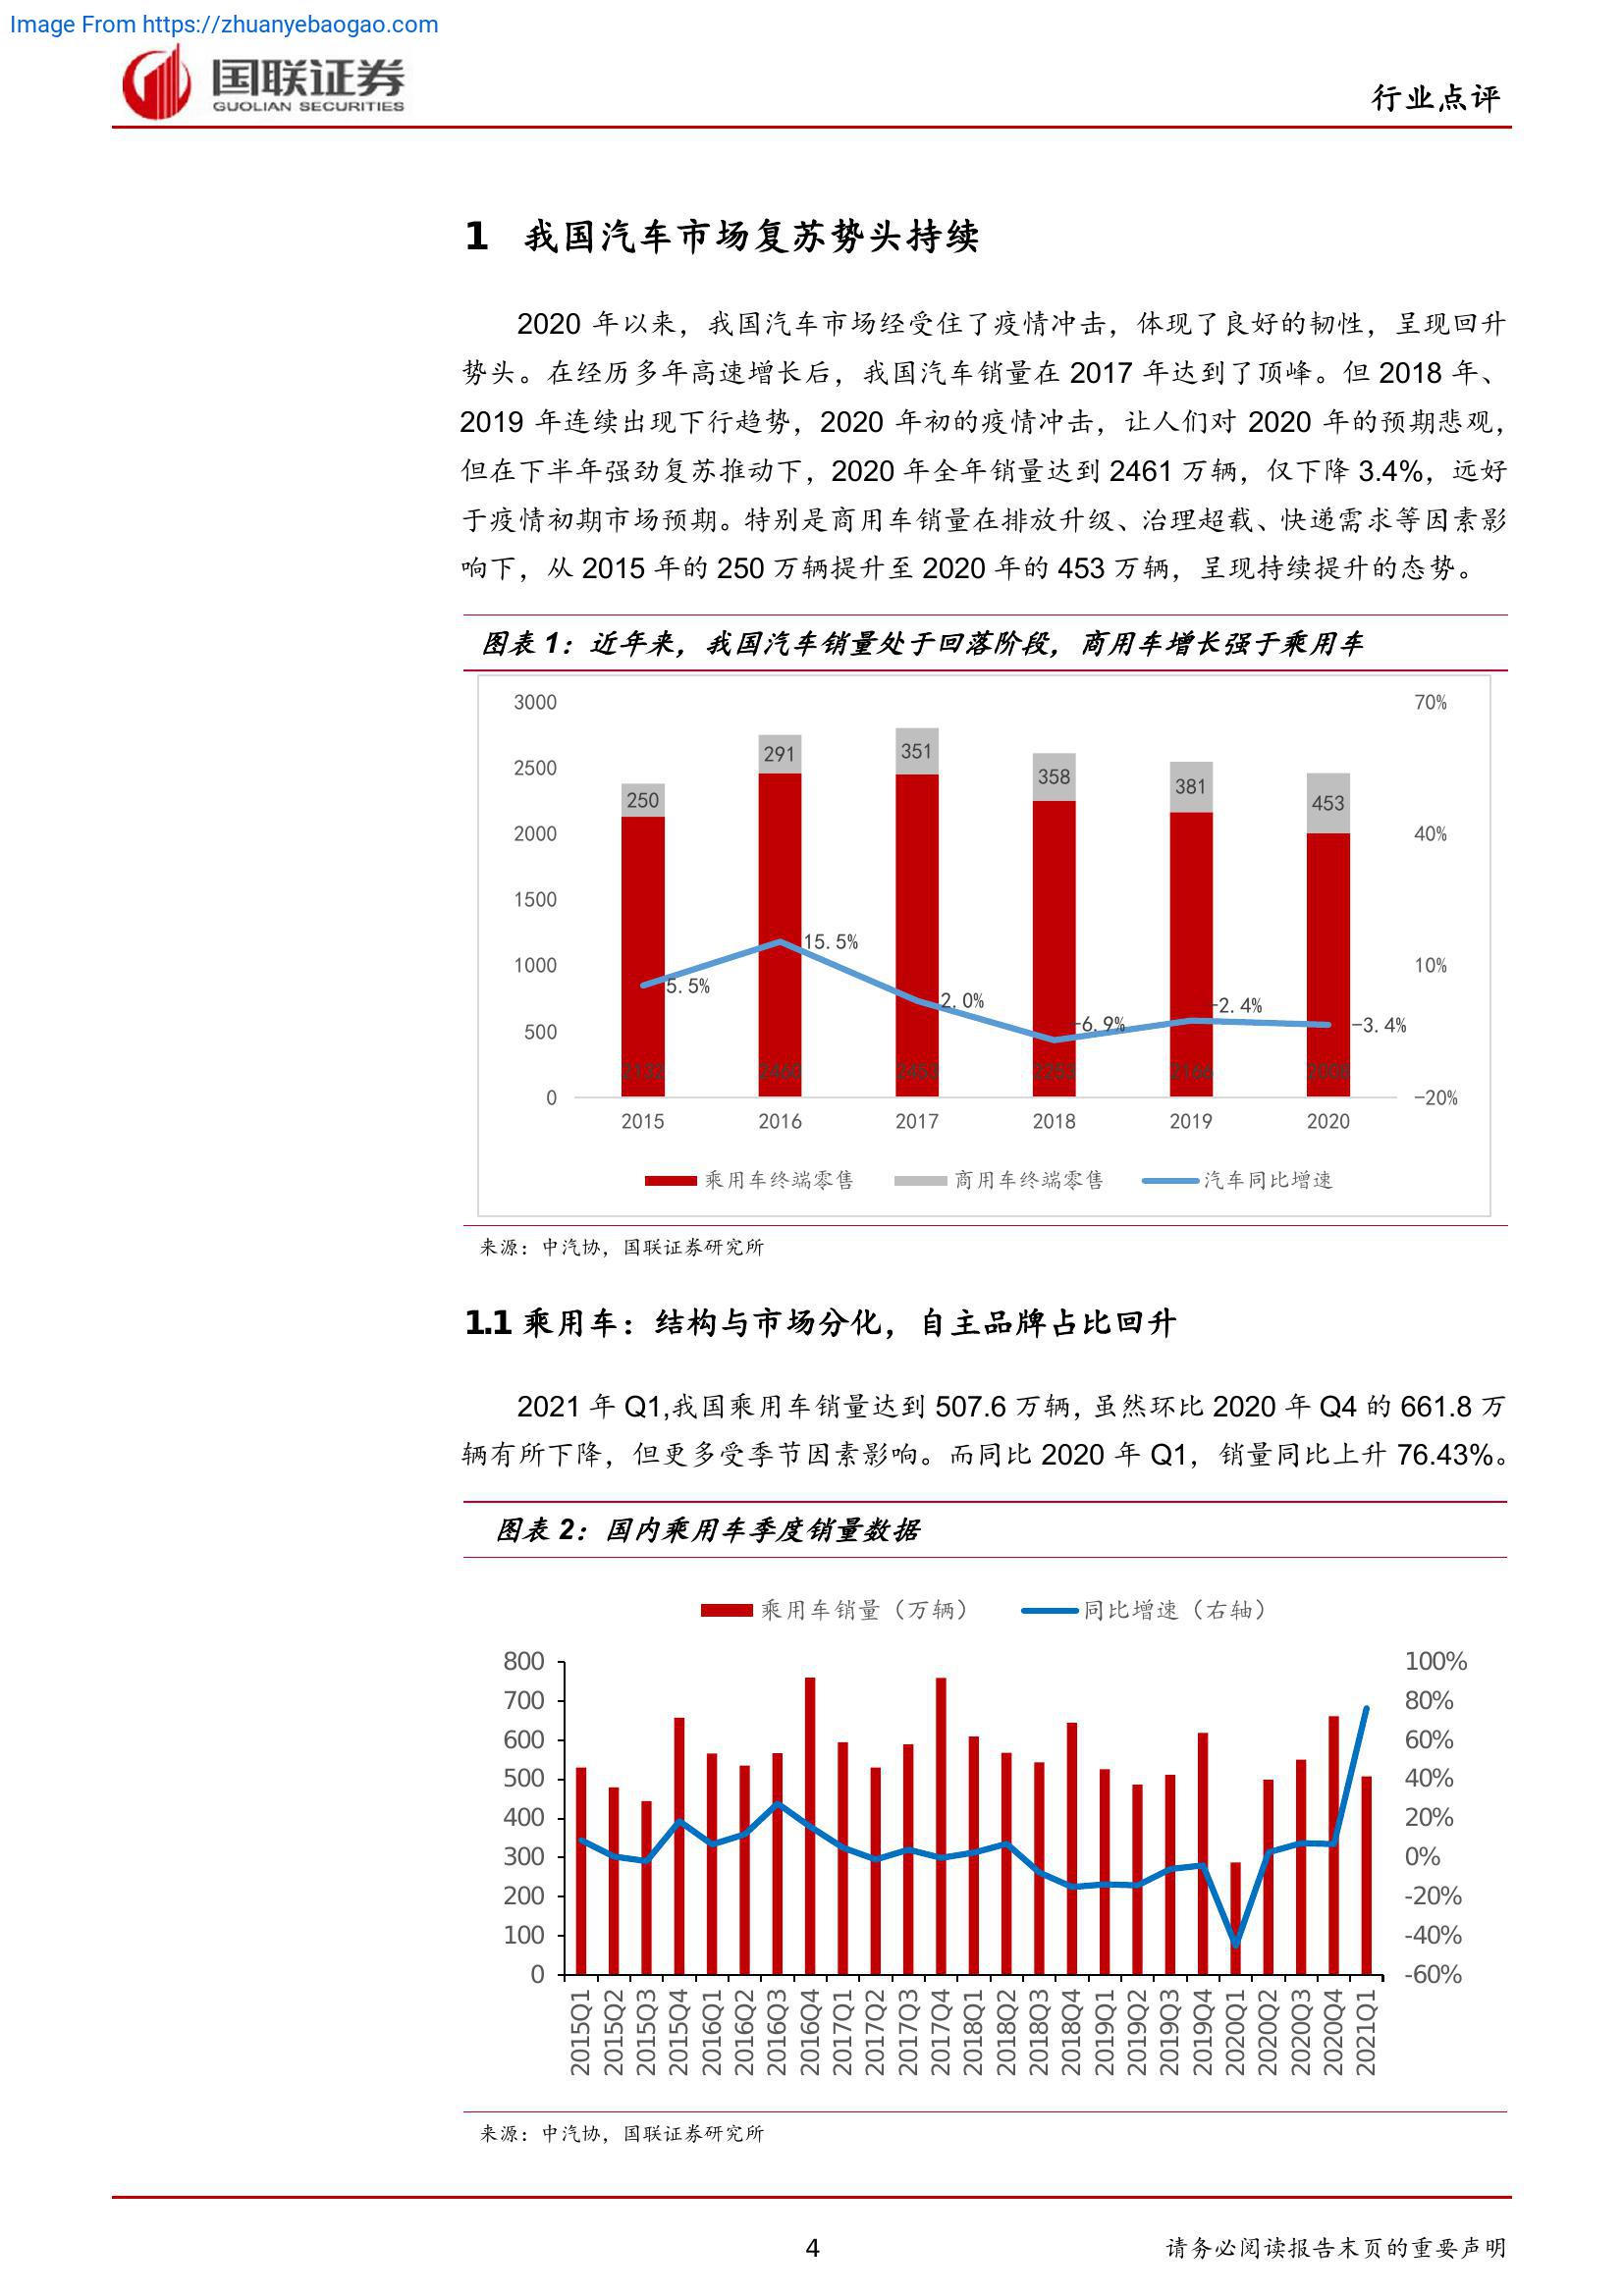 Image From https://zhuanyebaogao.com
国联证券
GUOLIAN SECURITIES
行业点评
1 我国汽车市场复苏势头持续
2020 年以来，我国汽车市场经受住了疫情冲击，体现了良好的韧性，呈现回升
势头。在经历多年高速增长后，我国汽车销量在 2017 年达到了顶峰。但 2018 年、
2019 年连续出现下行趋势，2020 年初的疫情冲击，让人们对 2020 年的预期悲观，
但在下半年强劲复苏推动下，2020 年全年销量达到 2461 万辆，仅下降 3.4%，远好
于疫情初期市场预期。特别是商用车销量在排放升级、治理超载、快递需求等因素影
响下，从 2015 年的 250 万辆提升至 2020 年的 453 万辆，呈现持续提升的态势。
图表 1：近年来，我国汽车销量处于回落阶段，商用车增长强于乘用车
3000 70%
2500
2000 40%
1500
1000 10%
500
0 -20%
250 291 351 358 381 453
5.5% 15.5% 2.0% -6.9% -2.4% -3.4%
2132 2460 2453 2253 2166 2008
2015 2016 2017 2018 2019 2020
乘用车终端零售 商用车终端零售 汽车同比增速
来源：中汽协，国联证券研究所
1.1 乘用车：结构与市场分化，自主品牌占比回升
2021 年 Q1,我国乘用车销量达到 507.6 万辆，虽然环比 2020 年 Q4 的 661.8 万
辆有所下降，但更多受季节因素影响。而同比 2020 年 Q1，销量同比上升 76.43%。
图表 2：国内乘用车季度销量数据
乘用车销量（万辆） 同比增速（右轴）
800 100%
700 80%
600 60%
500 40%
400 20%
300 0%
200 -20%
100 -40%
0 -60%
2015Q1 2015Q2 2015Q3 2015Q4 2016Q1 2016Q2 2016Q3 2016Q4 2017Q1 2017Q2 2017Q3 2017Q4 2018Q1 2018Q2 2018Q3 2018Q4 2019Q1 2019Q2 2019Q3 2019Q4 2020Q1 2020Q2 2020Q3 2020Q4 2021Q1
来源：中汽协，国联证券研究所
4
请务必阅读报告末页的重要声明